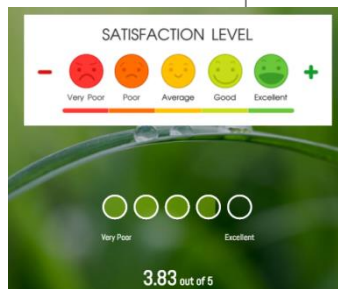 SATISFACTION LEVEL
- +
Very Poor Poor Average Good Excellent
Very Poor Excellent
3.83 out of 5